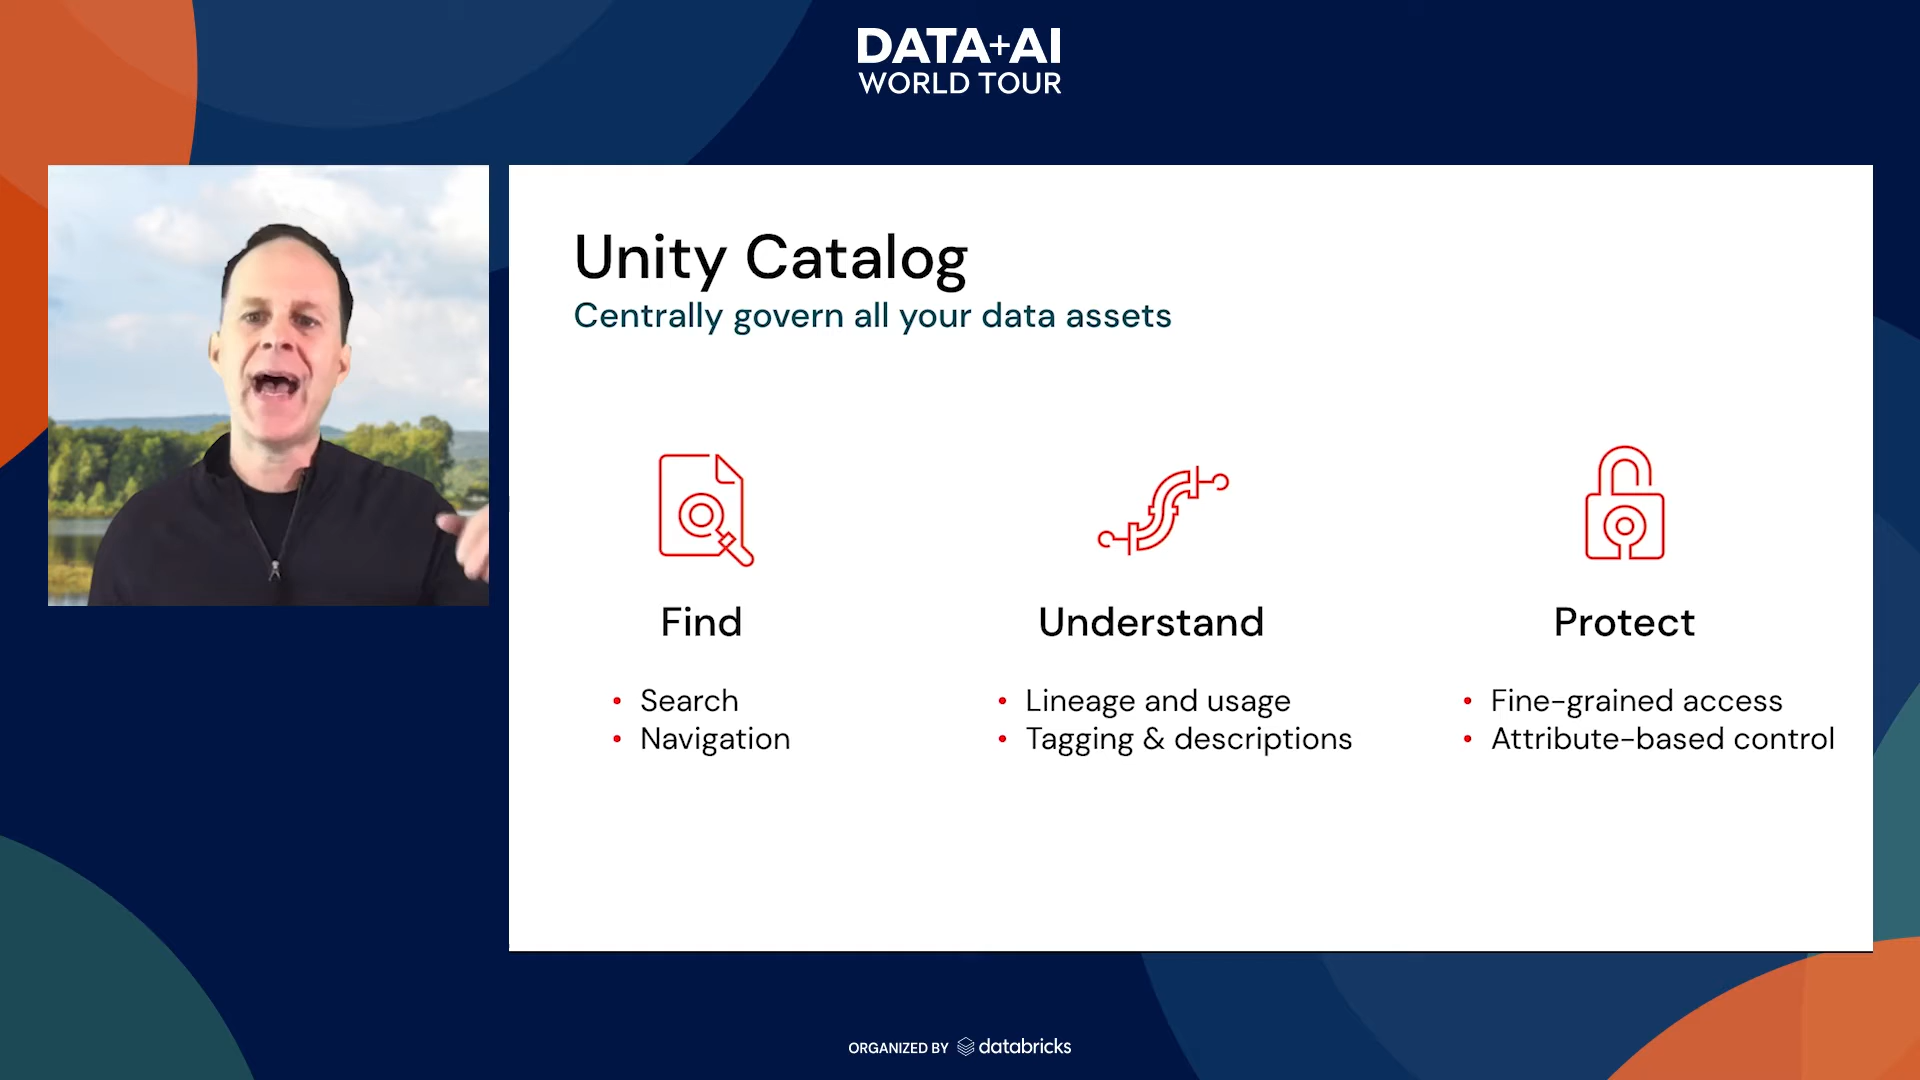 DATA+AI
WORLD TOUR
Unity Catalog
Centrally govern all your data assets
Find
• Search
• Navigation
Understand
• Lineage and usage
• Tagging & descriptions
Protect
• Fine-grained access
• Attribute-based control
ORGANIZED BY databricks